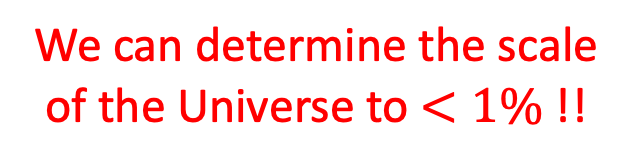 We can determine the scale
of the Universe to < 1% !!